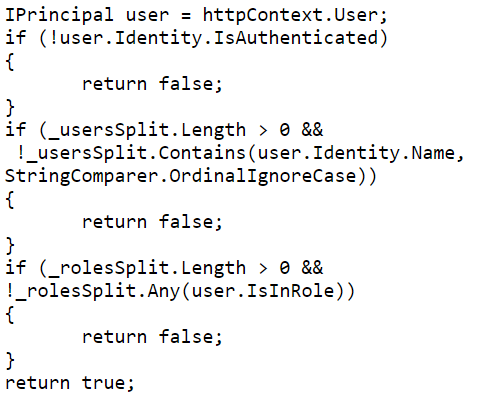 IPrincipal user = httpContext.User;
if (!user.Identity.IsAuthenticated)
{
       return false;
}
if (_usersSplit.Length > 0 &&
 !_usersSplit.Contains(user.Identity.Name,
StringComparer.OrdinalIgnoreCase))
{
       return false;
}
if (_rolesSplit.Length > 0 &&
!_rolesSplit.Any(user.IsInRole))
{
       return false;
}
return true;